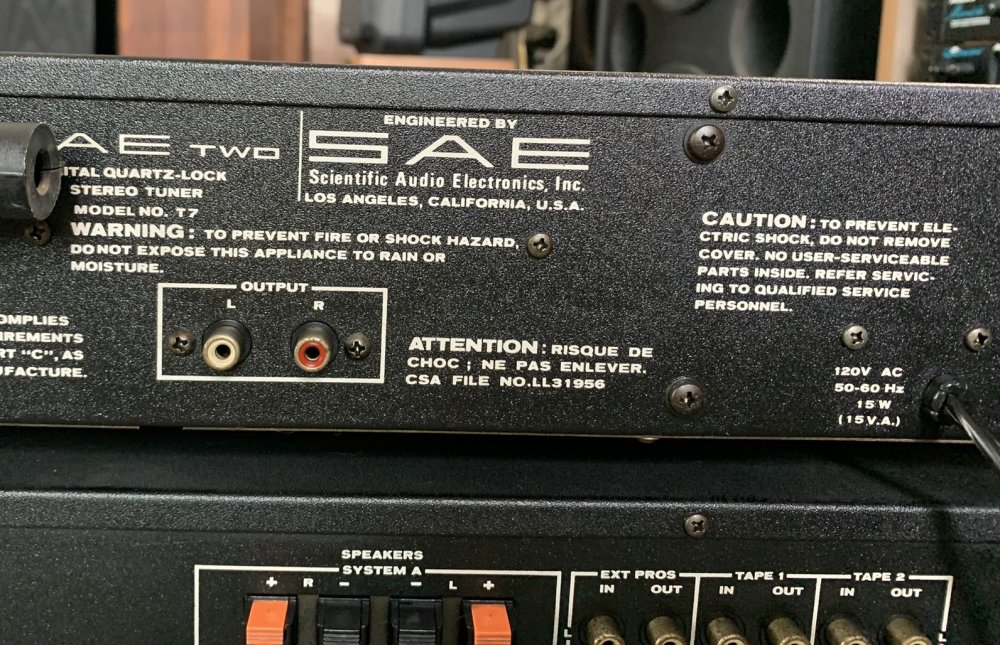 AE TWO
ITAL QUARTZ-LOCK
STEREO TUNER
MODEL NO. T7
ENGINEERED BY
SAE
Scientific Audio Electronics, Inc.
LOS ANGELES, CALIFORNIA, U.S.A.
WARNING: TO PREVENT FIRE OR SHOCK HAZARD,
DO NOT EXPOSE THIS APPLIANCE TO RAIN OR
MOISTURE.
CAUTION: TO PREVENT ELE-
CTRIC SHOCK, DO NOT REMOVE
COVER. NO USER-SERVICEABLE
PARTS INSIDE. REFER SERVIC-
ING TO QUALIFIED SERVICE
PERSONNEL.
OUTPUT
L R
COMPLIES
IREMENTS
RT "C", AS
UFACTURE.
ATTENTION: RISQUE DE
CHOC; NE PAS ENLEVER.
CSA FILE NO.LL31956
120V AC
50-60 Hz
15 W
(15 V.A.)
SPEAKERS
SYSTEM A
+ R - - L +
EXT PROS TAPE 1 TAPE 2
IN OUT IN OUT IN OUT
L L